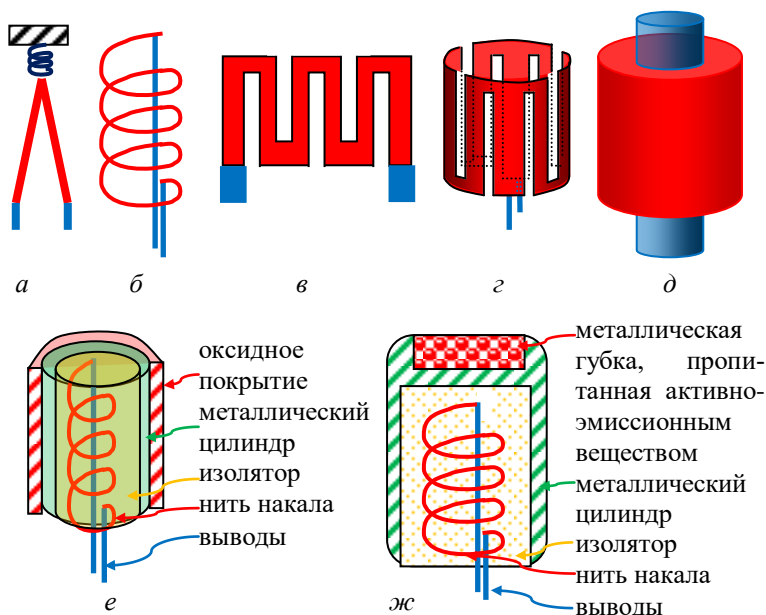 а б в г д
оксидное
покрытие
металлический
цилиндр
изолятор
нить накала
выводы
е
металлическая
губка, пропи-
танная активно-
эмиссионным
веществом
металлический
цилиндр
изолятор
нить накала
выводы
ж